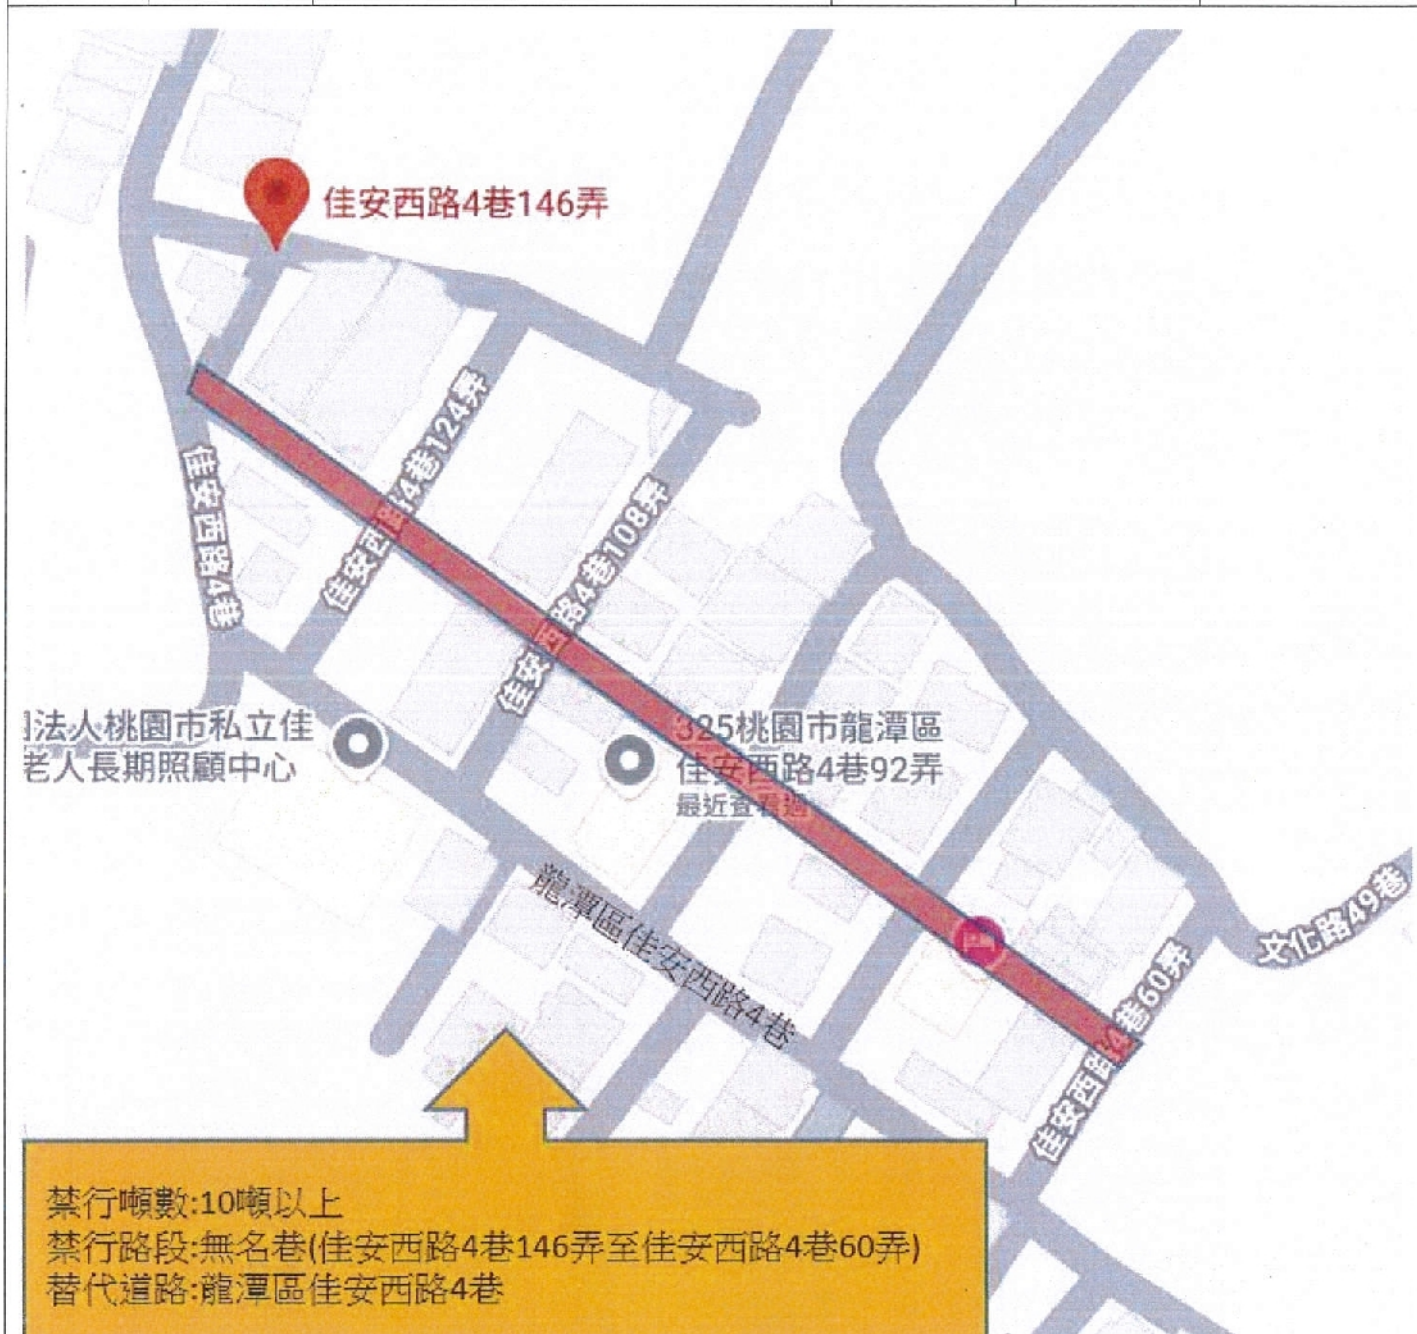 佳安西路4巷146弄
佳安西路4巷124弄
佳安西路4巷
佳安西路4巷108弄
法人桃園市私立佳
老人長期照顧中心
325桃園市龍潭區
佳安西路4巷92弄
最近查看過
龍潭區佳安西路4巷
文化路49巷
佳安西路4巷60弄
禁行噸數:10噸以上
禁行路段:無名巷(佳安西路4巷146弄至佳安西路4巷60弄)
替代道路:龍潭區佳安西路4巷